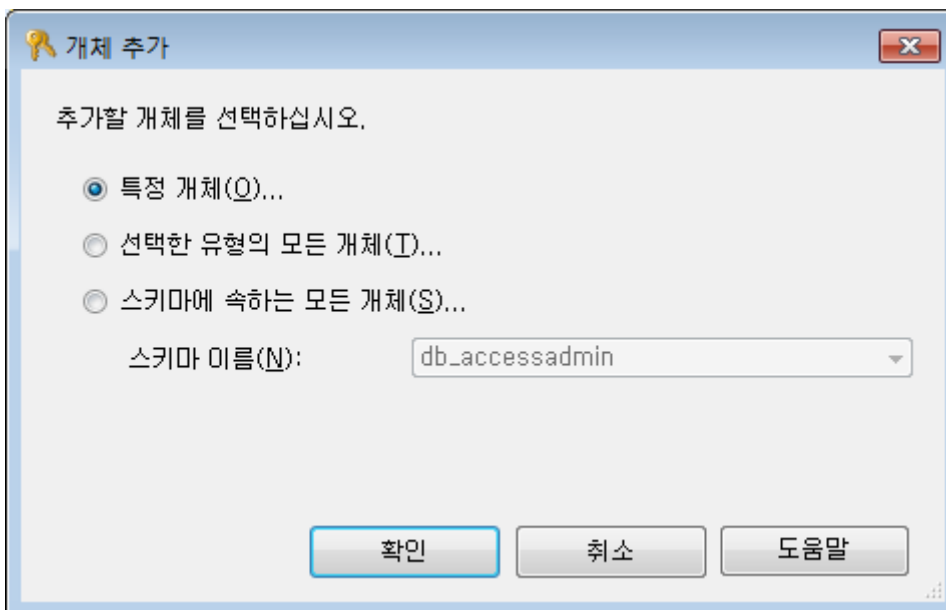 개체 추가
추가할 개체를 선택하십시오.
특정 개체(O)...
선택한 유형의 모든 개체(T)...
스키마에 속하는 모든 개체(S)...
스키마 이름(N): db_accessadmin
확인 취소 도움말